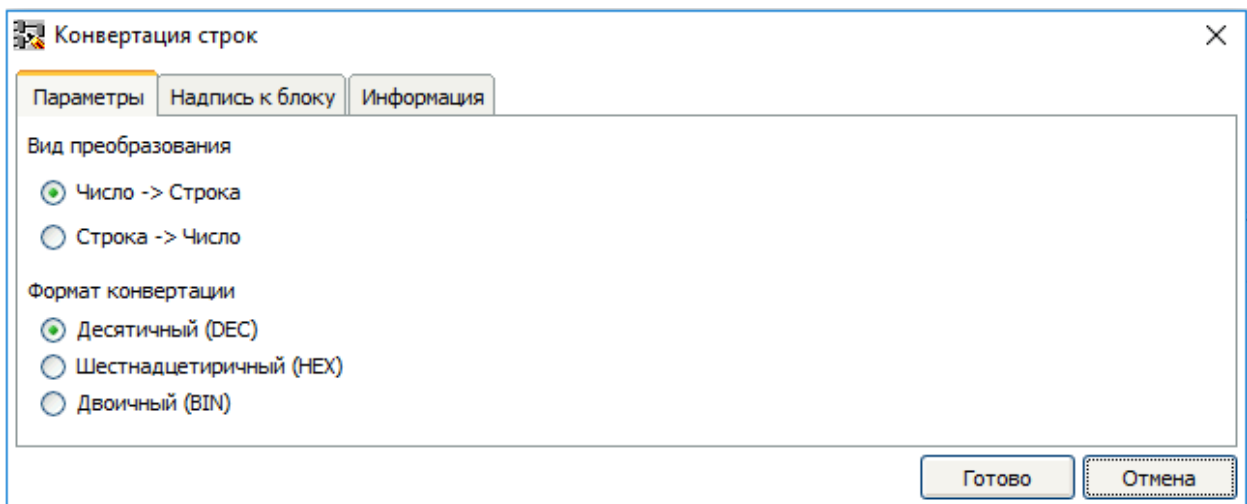 Конвертация строк
Параметры Надпись к блоку Информация
Вид преобразования
Число -> Строка
Строка -> Число
Формат конвертации
Десятичный (DEC)
Шестнадцетиричный (HEX)
Двоичный (BIN)
Готово Отмена